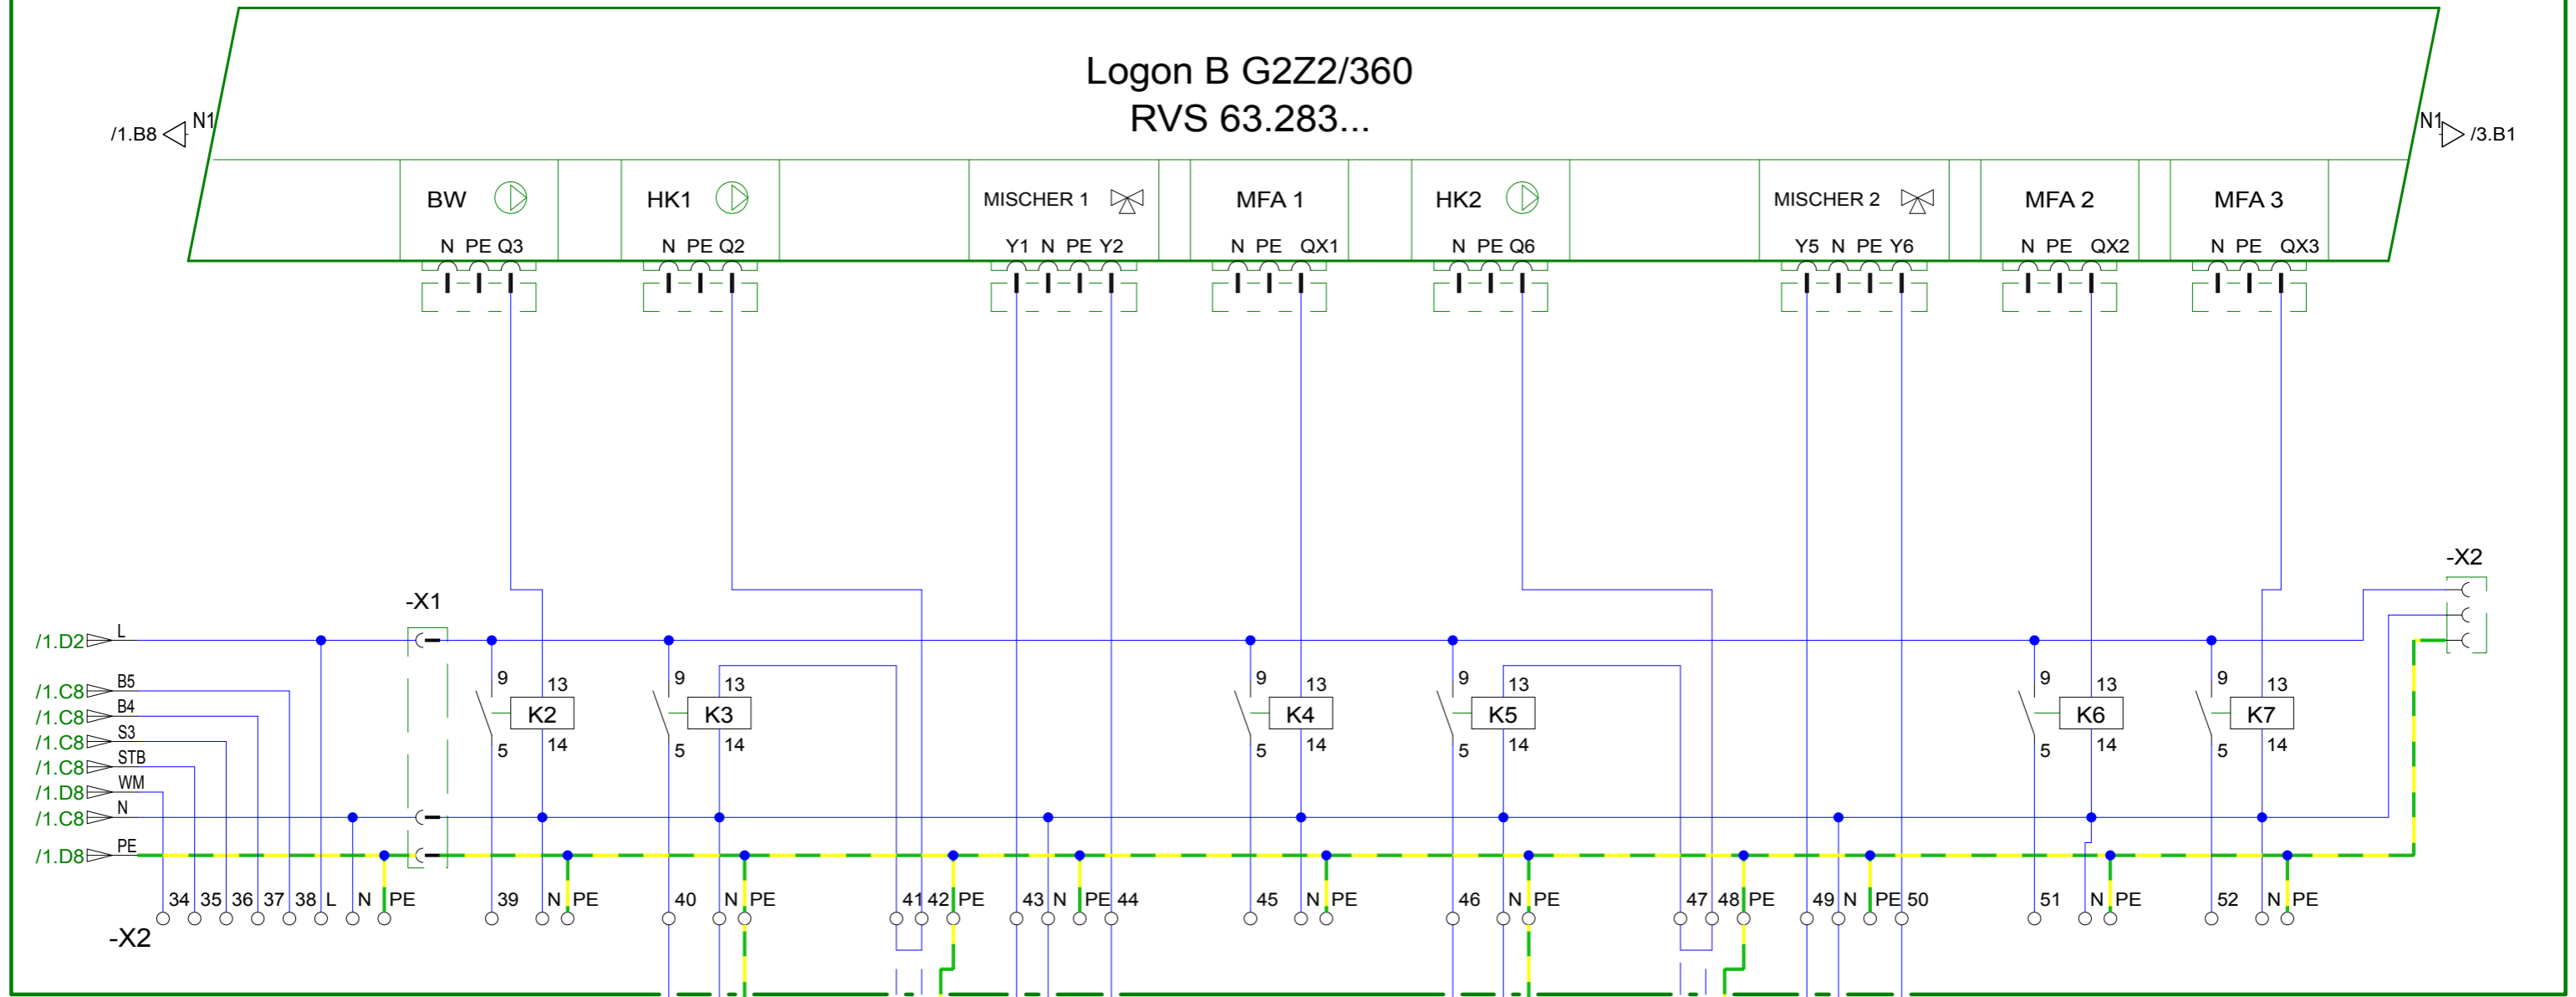 Logon B G2Z2/360
RVS 63.283...
/1.B8 N1
N1 /3.B1
BW HK1 MISCHER 1 MFA 1 HK2 MISCHER 2 MFA 2 MFA 3
N PE Q3 N PE Q2 Y1 N PE Y2 N PE QX1 N PE Q6 Y5 N PE Y6 N PE QX2 N PE QX3
-X2
-X1
/1.D2 L
/1.C8 B5
/1.C8 B4
/1.C8 S3
/1.C8 STB
/1.D8 WM
/1.C8 N
/1.D8 PE
9 13 9 13 9 13 9 13 9 13 9 13
K2 K3 K4 K5 K6 K7
5 14 5 14 5 14 5 14 5 14 5 14
34 35 36 37 38 L N PE 39 N PE 40 N PE 41 42 PE 43 N PE 44 45 N PE 46 N PE 47 48 PE 49 N PE 50 51 N PE 52 N PE
-X2